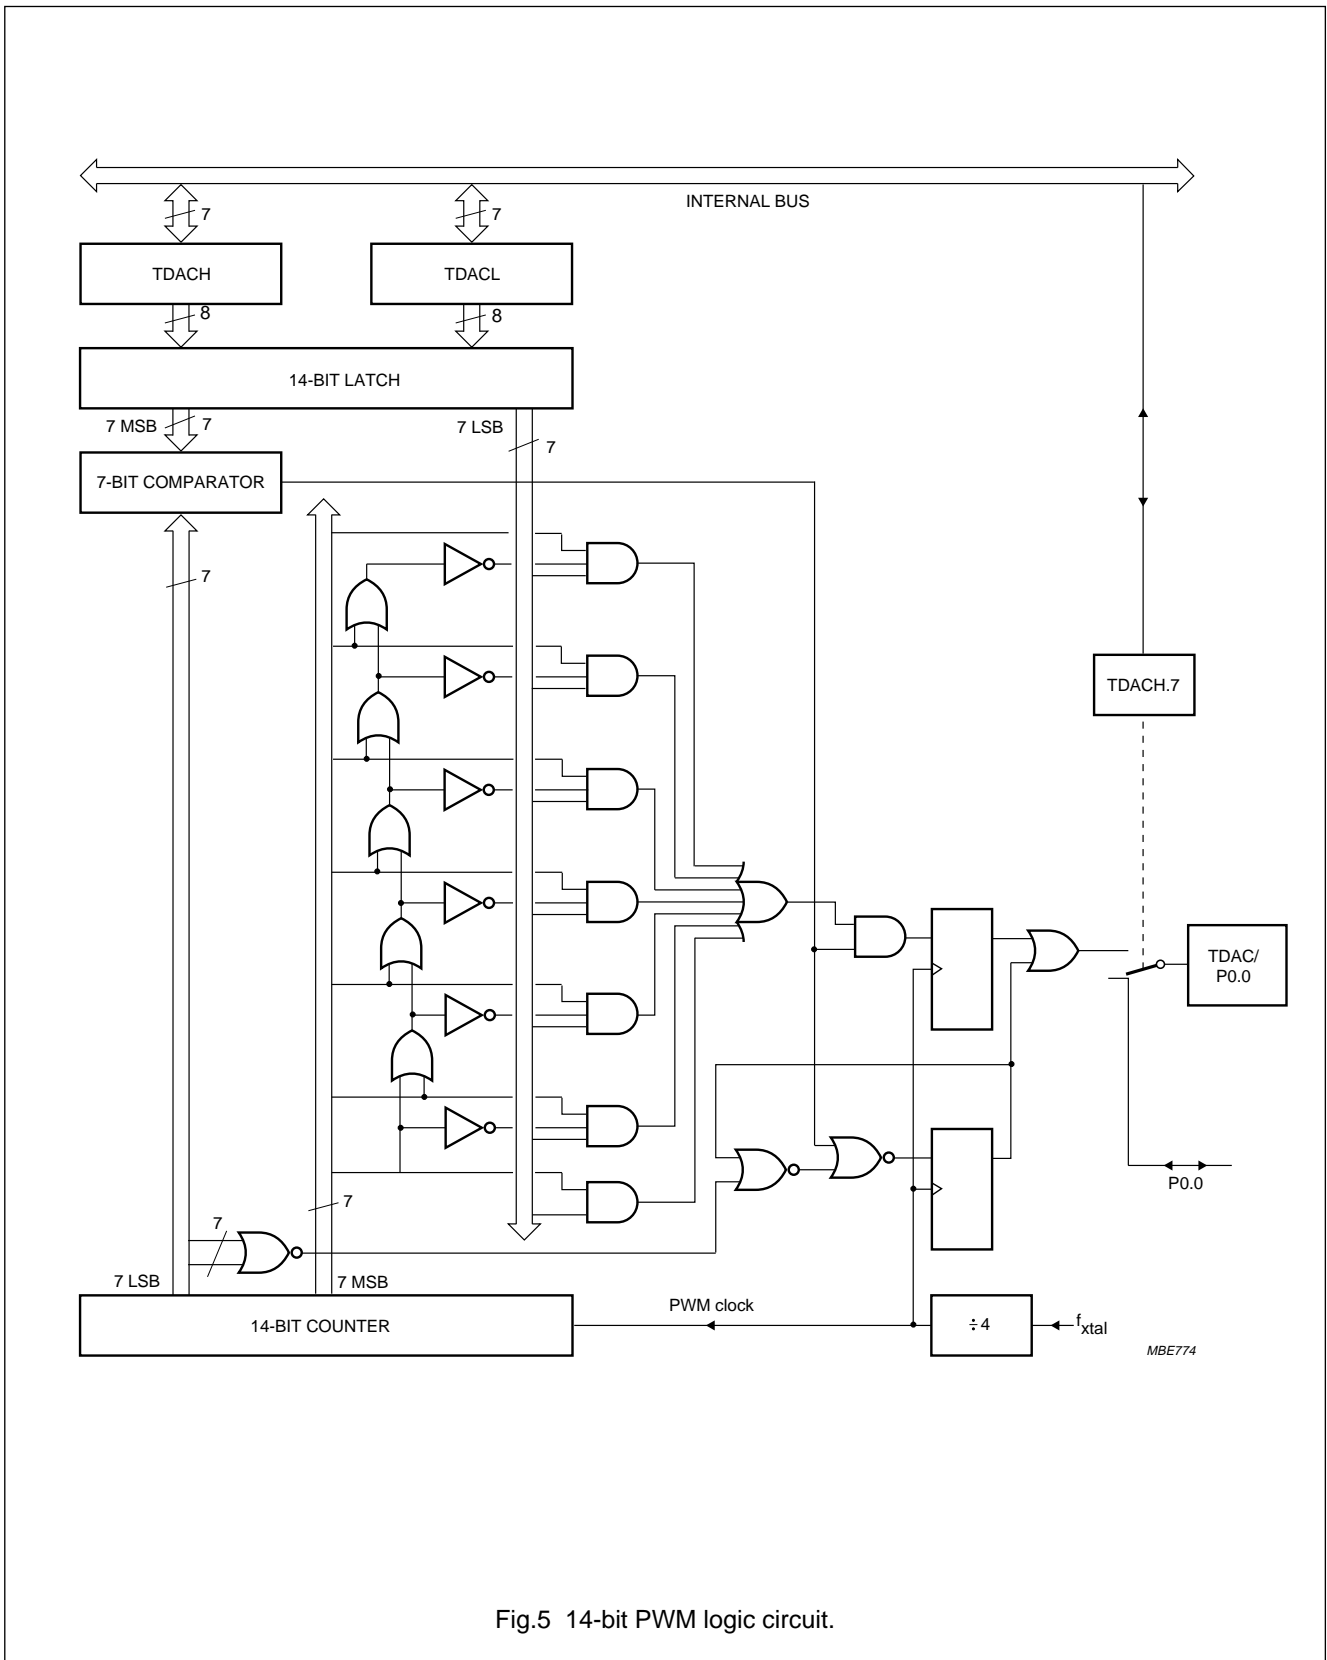 INTERNAL BUS
7
7
TDACH
TDACL
8
8
14-BIT LATCH
7 MSB
7
7 LSB
7
7-BIT COMPARATOR
7
TDACH.7
TDAC/
P0.0
P0.0
7
7
7 LSB
7 MSB
14-BIT COUNTER
PWM clock
÷4
fxtal
MBE774
Fig.5 14-bit PWM logic circuit.